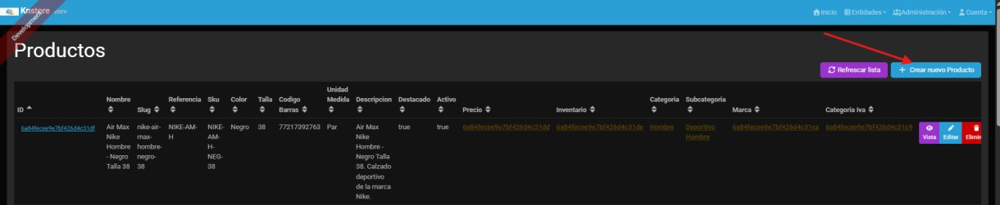 Kristore vDEV
Development
Inicio Entidades Administración Cuenta
Productos
Refrescar lista + Crear nuevo Producto
ID Nombre Slug Referencia Sku Color Talla Codigo Barras Unidad Medida Descripcion Destacado Activo Precio Inventario Categoria Subcategoria Marca Categoria Iva
6a84fecee9e7bf426d4c31df Air Max nike-air- NIKE-AM- NIKE- Negro 38 77217392763 Par Air Max true true 6a84fecee9e7bf426d4c31dd 6a84fecee9e7bf426d4c31de Hombre Deportivo 6a84fecee9e7bf426d4c31ca 6a84fecee9e7bf426d4c31c9
Nike max- H AM- Nike Hombre Vista Editar Elimin
Hombre hombre- H- Hombre -
- Negro negro- NEG- Negro Talla
Talla 38 38 38 38. Calzado
deportivo
de la marca
Nike.